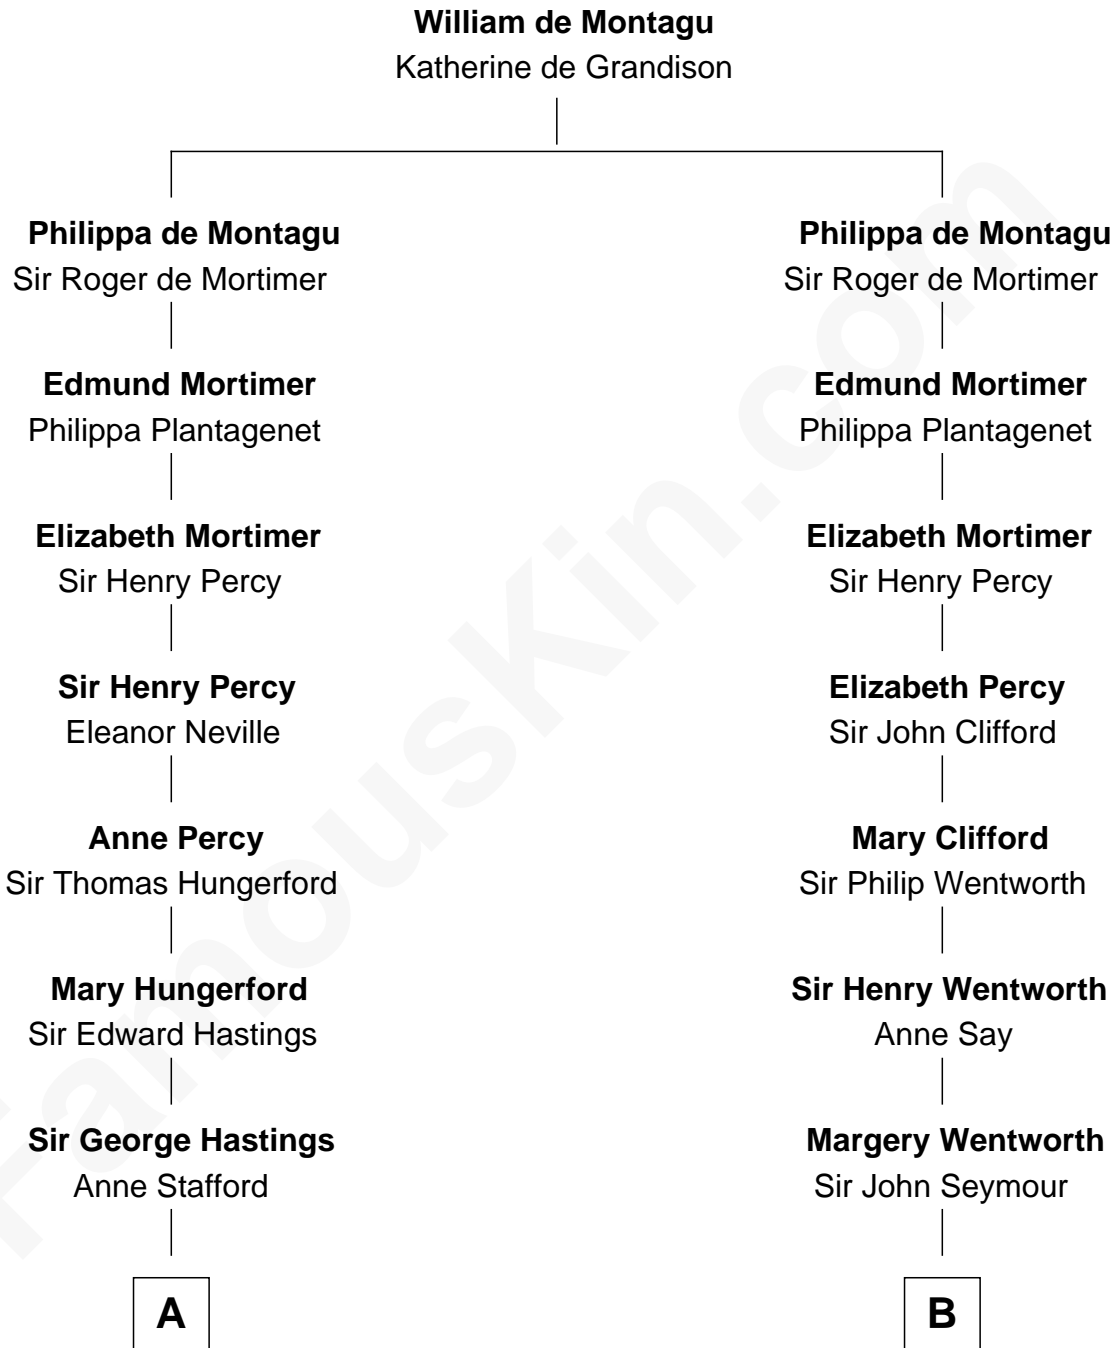 William de Montagu
Katherine de Grandison
Philippa de Montagu
Sir Roger de Mortimer
Philippa de Montagu
Sir Roger de Mortimer
Edmund Mortimer
Philippa Plantagenet
Edmund Mortimer
Philippa Plantagenet
Elizabeth Mortimer
Sir Henry Percy
Elizabeth Mortimer
Sir Henry Percy
Sir Henry Percy
Eleanor Neville
Elizabeth Percy
Sir John Clifford
Anne Percy
Sir Thomas Hungerford
Mary Clifford
Sir Philip Wentworth
Mary Hungerford
Sir Edward Hastings
Sir Henry Wentworth
Anne Say
Sir George Hastings
Anne Stafford
Margery Wentworth
Sir John Seymour
A
B
FamousKin.com